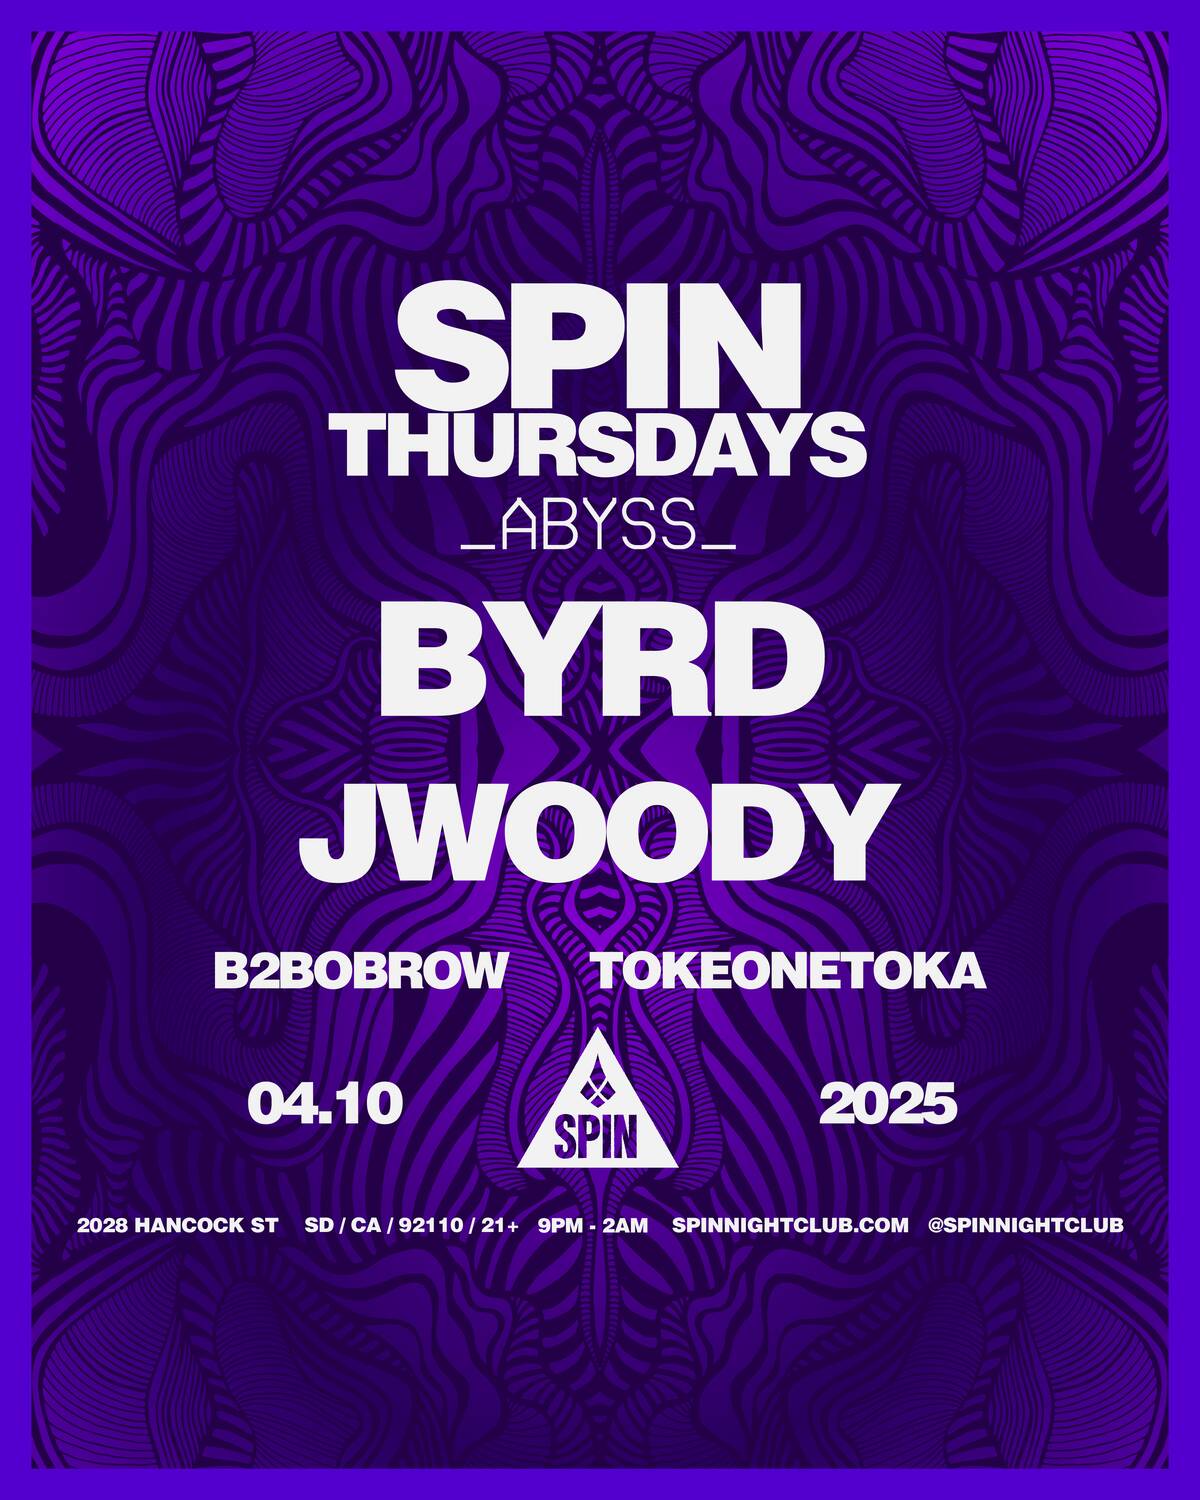 SPIN
THURSDAYS
_ABYSS_
BYRD
JWOODY
B2BOBROW TOKEONETOKA
04.10 2025
SPIN
2028 HANCOCK ST SD / CA / 92110 / 21+ 9PM - 2AM SPINNIGHTCLUB.COM @SPINNIGHTCLUB